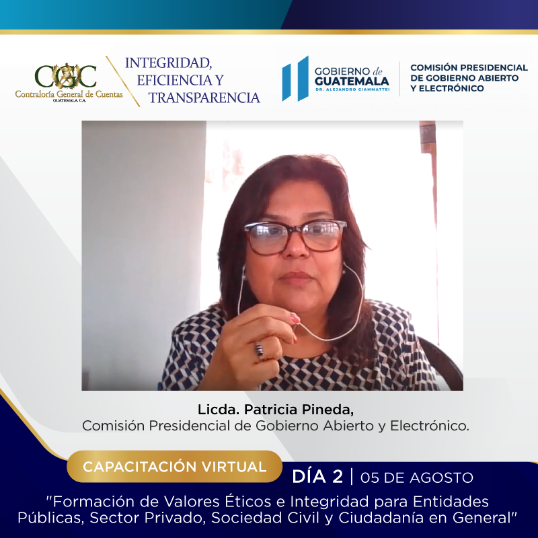 CGC
Contraloría General de Cuentas
GUATEMALA, C.A.
INTEGRIDAD,
EFICIENCIA Y
TRANSPARENCIA
GOBIERNO de
GUATEMALA
DR. ALEJANDRO GIAMMATTEI
COMISIÓN PRESIDENCIAL
DE GOBIERNO ABIERTO
Y ELECTRÓNICO
Licda. Patricia Pineda,
Comisión Presidencial de Gobierno Abierto y Electrónico.
CAPACITACIÓN VIRTUAL
DÍA 2 | 05 DE AGOSTO
"Formación de Valores Éticos e Integridad para Entidades
Públicas, Sector Privado, Sociedad Civil y Ciudadanía en General"